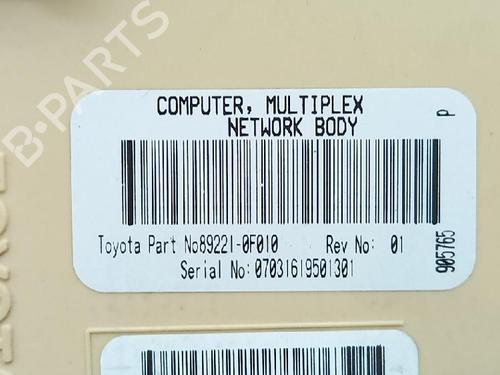 B-PARTS
COMPUTER, MULTIPLEX
NETWORK BODY
Toyota Part No89221-0F010 Rev No: 01
Serial No:07031619501301
905765 p